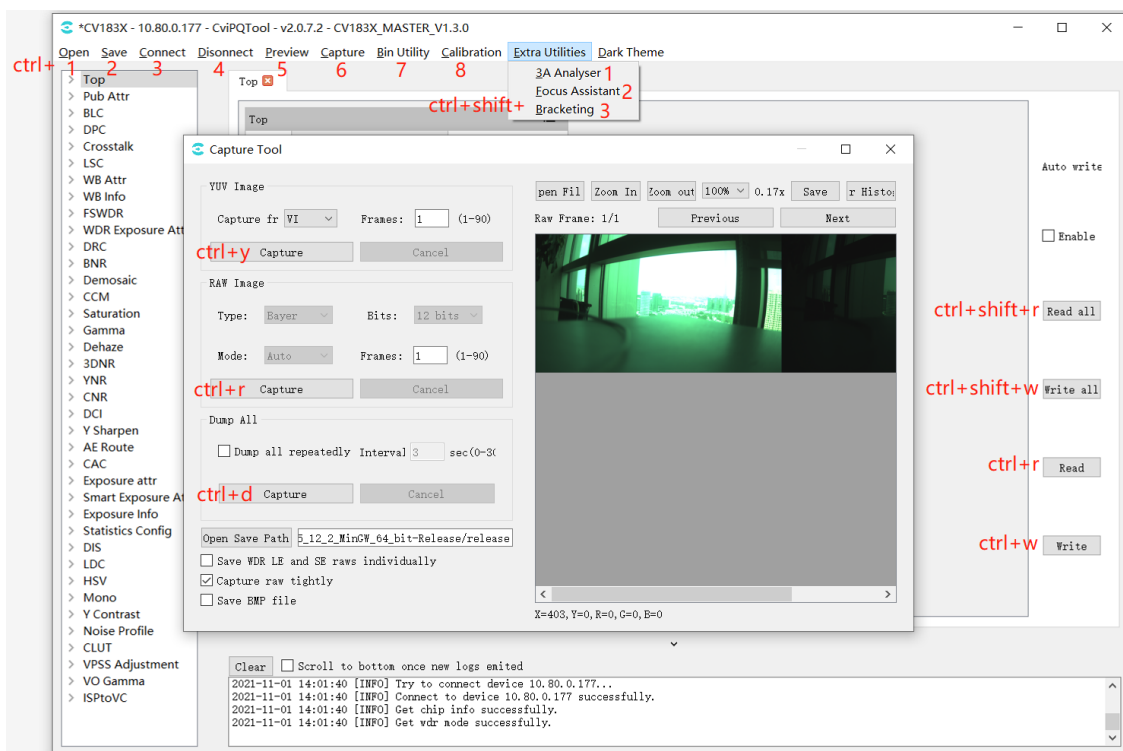 *CV183X - 10.80.0.177 - CviPQTool - v2.0.7.2 - CV183X_MASTER_V1.3.0
Open Save Connect Disconnect Preview Capture Bin Utility Calibration Extra Utilities Dark Theme
ctrl+ 1 2 3 4 5 6 7 8
3A Analyser 1
Focus Assistant 2
ctrl+shift+ Bracketing 3
Top
Pub Attr
BLC
DPC
Crosstalk
LSC
WB Attr
WB Info
FSWDR
WDR Exposure Att
DRC
BNR
Demosaic
CCM
Saturation
Gamma
Dehaze
3DNR
YNR
CNR
DCI
Y Sharpen
AE Route
CAC
Exposure attr
Smart Exposure At
Exposure Info
Statistics Config
DIS
LDC
HSV
Mono
Y Contrast
Noise Profile
CLUT
VPSS Adjustment
VO Gamma
ISPtoVC
Top
Top
Capture Tool
YUV Image
Capture fr VI Frames: 1 (1-90)
ctrl+y Capture Cancel
RAW Image
Type: Bayer Bits: 12 bits
Mode: Auto Frames: 1 (1-90)
ctrl+r Capture Cancel
Dump All
Dump all repeatedly Interval 3 sec(0-3(
ctrl+d Capture Cancel
Open Save Path 5_12_2_MinGW_64_bit-Release/release
Save WDR LE and SE raws individually
Capture raw tightly
Save BMP file
pen Fil Zoom In Zoom out 100% 0.17x Save r Histo
Raw Frame: 1/1 Previous Next
X=403,Y=0,R=0,G=0,B=0
Auto write
Enable
ctrl+shift+r Read all
ctrl+shift+w Write all
ctrl+r Read
ctrl+w Write
Clear Scroll to bottom once new logs emited
2021-11-01 14:01:40 [INFO] Try to connect device 10.80.0.177...
2021-11-01 14:01:40 [INFO] Connect to device 10.80.0.177 successfully.
2021-11-01 14:01:40 [INFO] Get chip info successfully.
2021-11-01 14:01:40 [INFO] Get wdr mode successfully.